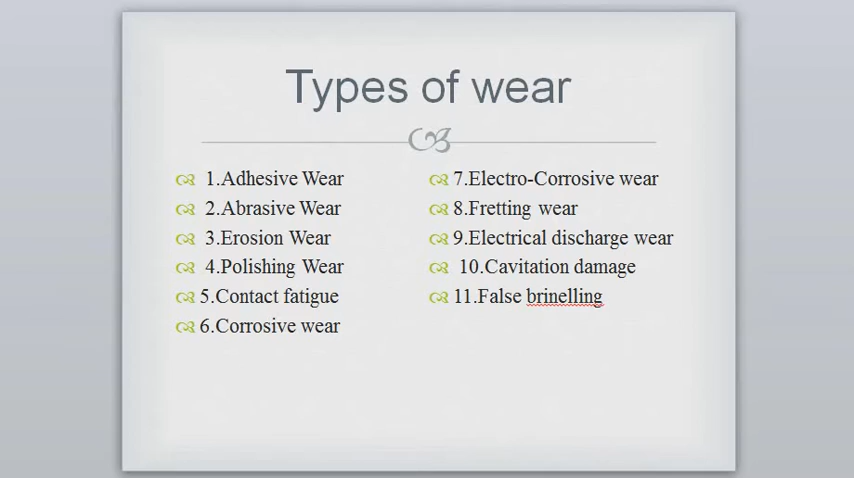 Types of wear
1.Adhesive Wear
2.Abrasive Wear
3.Erosion Wear
4.Polishing Wear
5.Contact fatigue
6.Corrosive wear
7.Electro-Corrosive wear
8.Fretting wear
9.Electrical discharge wear
10.Cavitation damage
11.False brinelling